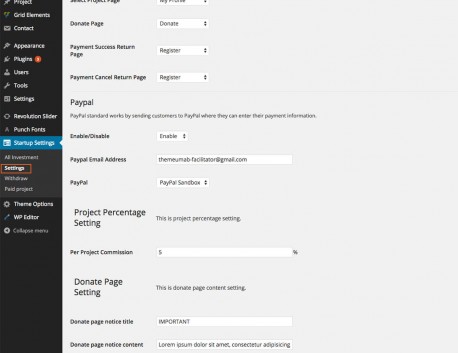 Project
Grid Elements
Contact
Appearance
Plugins
Users
Tools
Settings
Revolution Slider
Punch Fonts
Startup Settings
All Investment
Settings
Withdraw
Paid project
Theme Options
WP Editor
Collapse menu
Select Project Page My Profile
Donate Page Donate
Payment Success Return
Page
Register
Payment Cancel Return Page Register
Paypal
PayPal standard works by sending customers to PayPal where they can enter their payment information.
Enable/Disable Enable
Paypal Email Address themeumab-facilitator@gmail.com
PayPal PayPal Sandbox
Project Percentage
Setting
This is project percentage setting.
Per Project Commission 5 %
Donate Page
Setting
This is donate page content setting.
Donate page notice title IMPORTANT
Donate page notice content Lorem ipsum dolor sit amet, consectetur adipisicing